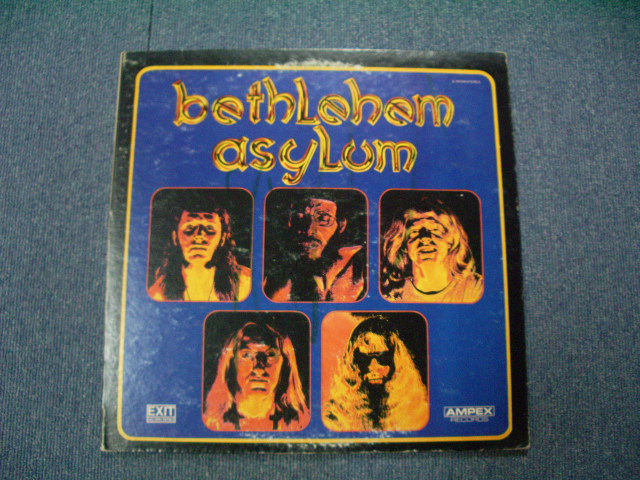 bethlehem
asylum
EXIT
AMPEX
RECORDS